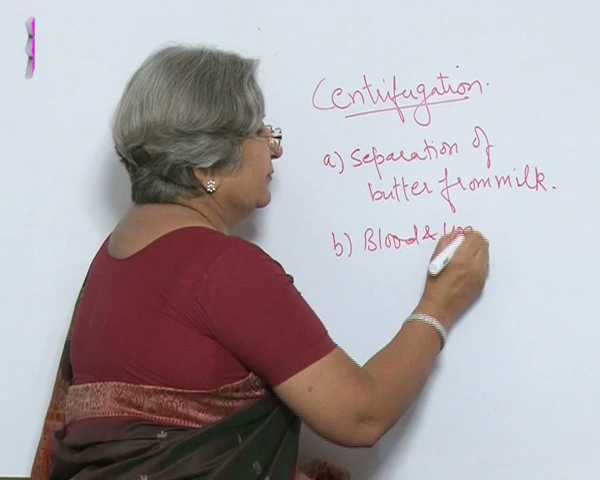 Centrifugation.
a) Separation of
butter from milk.
b) Blood &